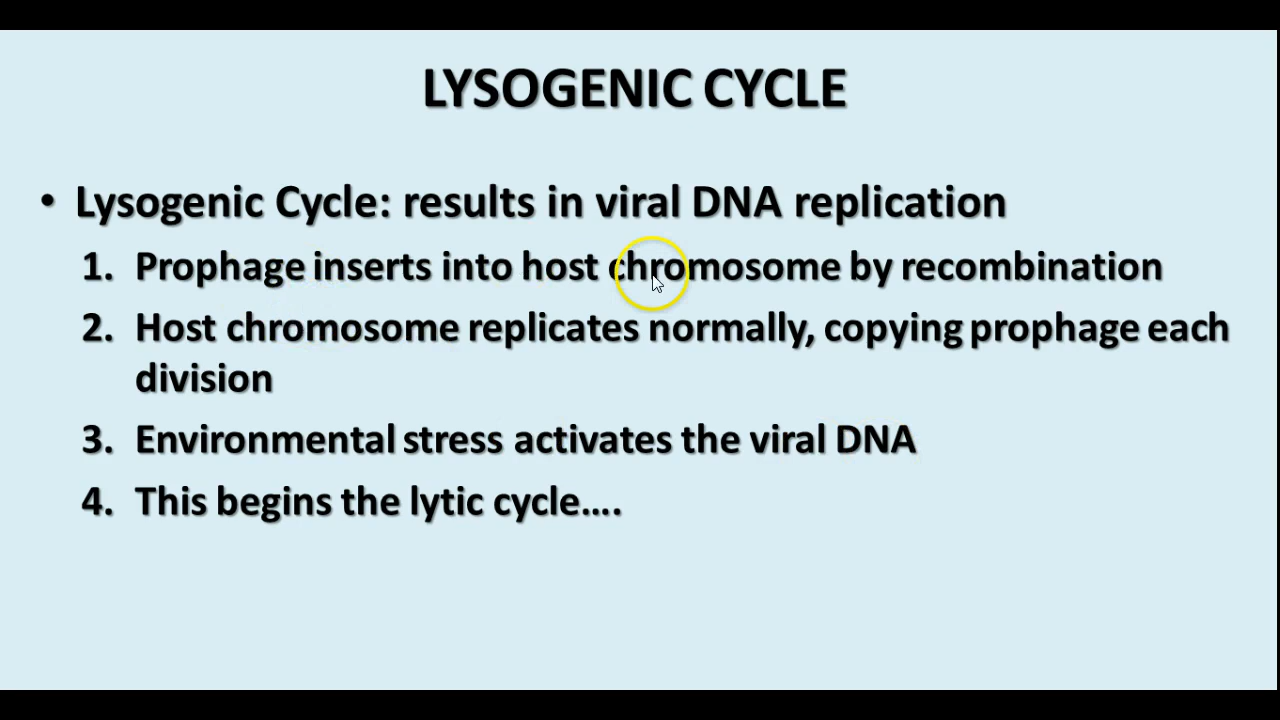 LYSOGENIC CYCLE
• Lysogenic Cycle: results in viral DNA replication
1. Prophage inserts into host chromosome by recombination
2. Host chromosome replicates normally, copying prophage each
division
3. Environmental stress activates the viral DNA
4. This begins the lytic cycle....